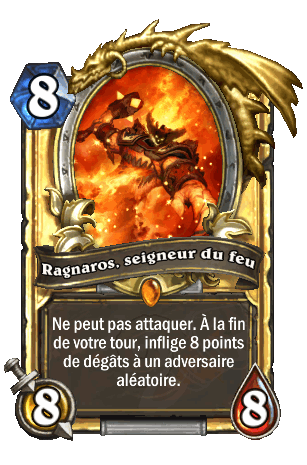 8
Ragnaros, seigneur du feu
Ne peut pas attaquer. À la fin
de votre tour, inflige 8 points
de dégâts à un adversaire
aléatoire.
8
8